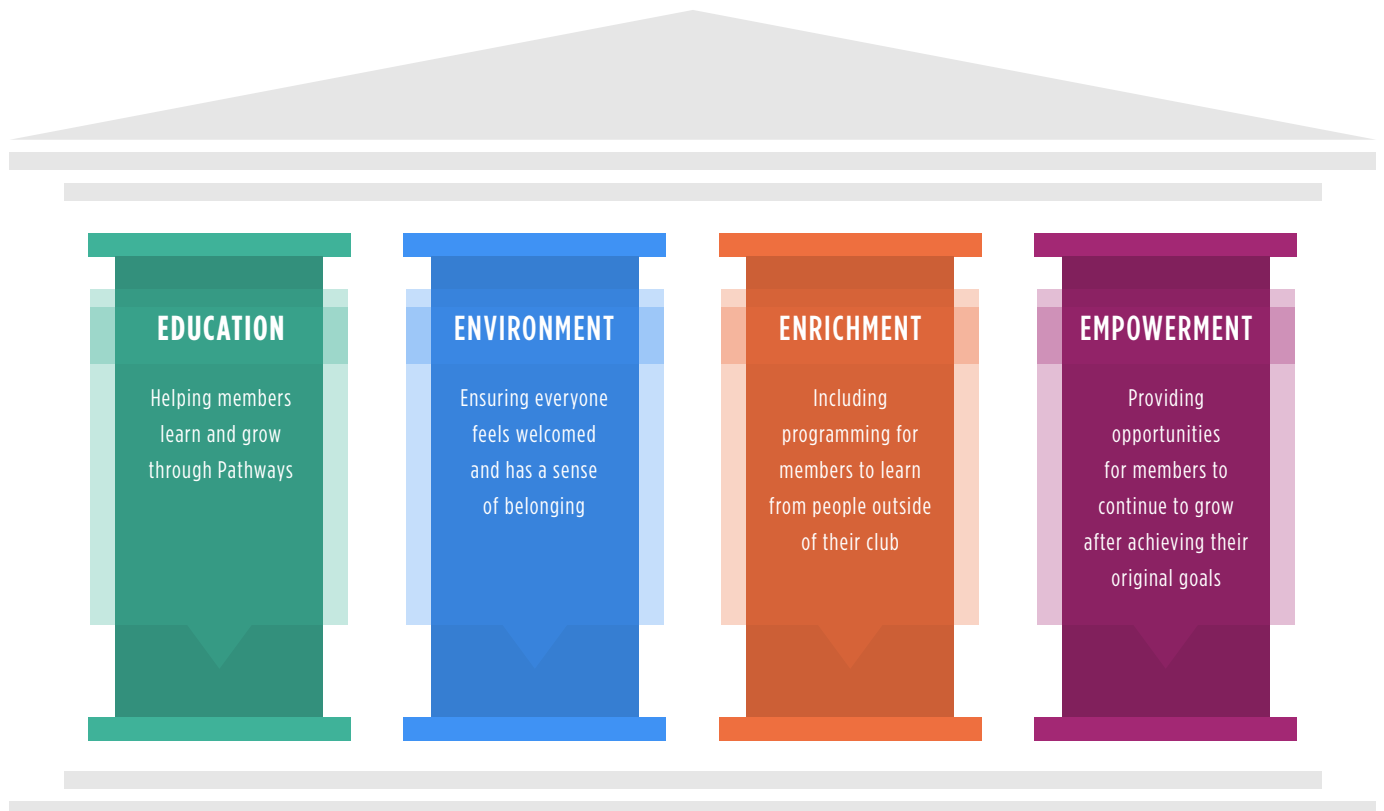 EDUCATION
Helping members
learn and grow
through Pathways
ENVIRONMENT
Ensuring everyone
feels welcomed
and has a sense
of belonging
ENRICHMENT
Including
programming for
members to learn
from people outside
of their club
EMPOWERMENT
Providing
opportunities
for members to
continue to grow
after achieving their
original goals